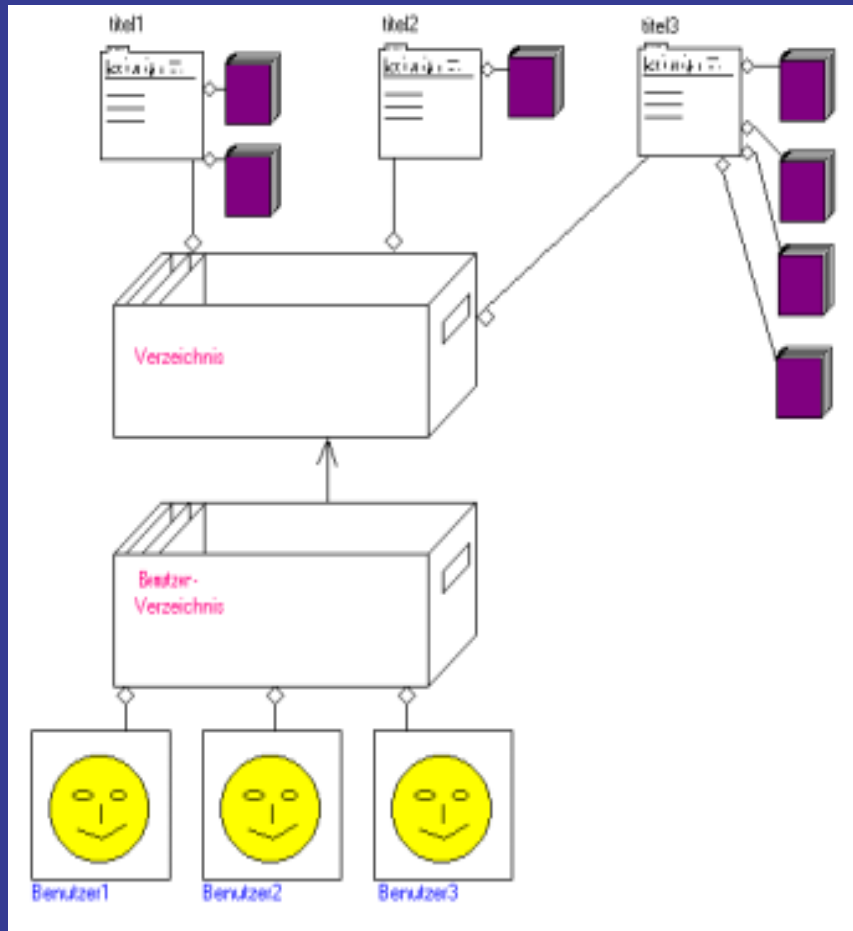 titel1
titel2
titel3
Verzeichnis
Benutzer-
Verzeichnis
Benutzer1
Benutzer2
Benutzer3